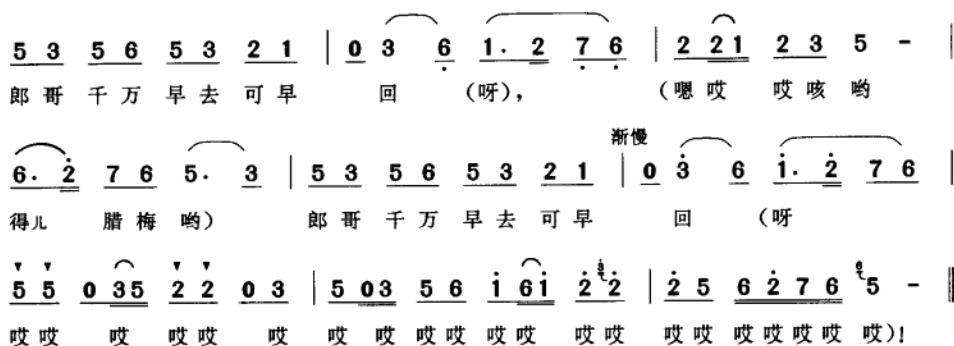 5 3 5 6 5 3 2 1 | 0 3 6̣ 1. 2 7̣ 6̣ | 2 2 1 2 3 5 -
郎哥 千万 早去 可早 回 (呀), (嗯哎 哎咳 哟
6. 2̇ 7 6 5. 3 | 5 3 5 6 5 3 2 1 | 0 3̇ 6 1̇. 2̇ 7 6 |
渐慢
得儿 腊梅 哟) 郎哥 千万 早去 可早 回 (呀
5 5 0 3 5 2 2 0 3 | 5 0 3 5 6 1̇ 6 1̇ 2̇ 3̇ 2̇ | 2̇ 5 6 2̇ 7 6 6 5 - ‖
哎哎 哎 哎哎 哎 哎 哎 哎哎 哎哎 哎哎 哎哎 哎哎哎哎 哎)!